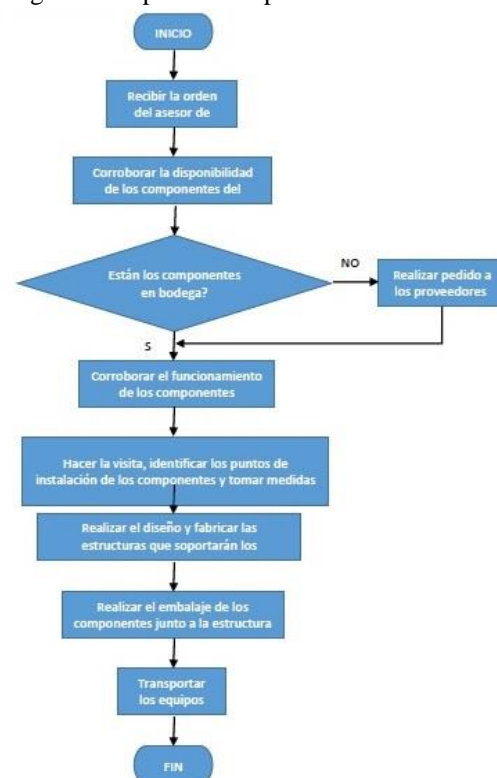 INICIO
Recibir la orden
del asesor de
Corroborar la disponibilidad
de los componentes del
Están los componentes
en bodega?
NO
Realizar pedido a
los proveedores
S
Corroborar el funcionamiento
de los componentes
Hacer la visita, identificar los puntos de
instalación de los componentes y tomar medidas
Realizar el diseño y fabricar las
estructuras que soportarán los
Realizar el embalaje de los
componentes junto a la estructura
Transportar
los equipos
FIN